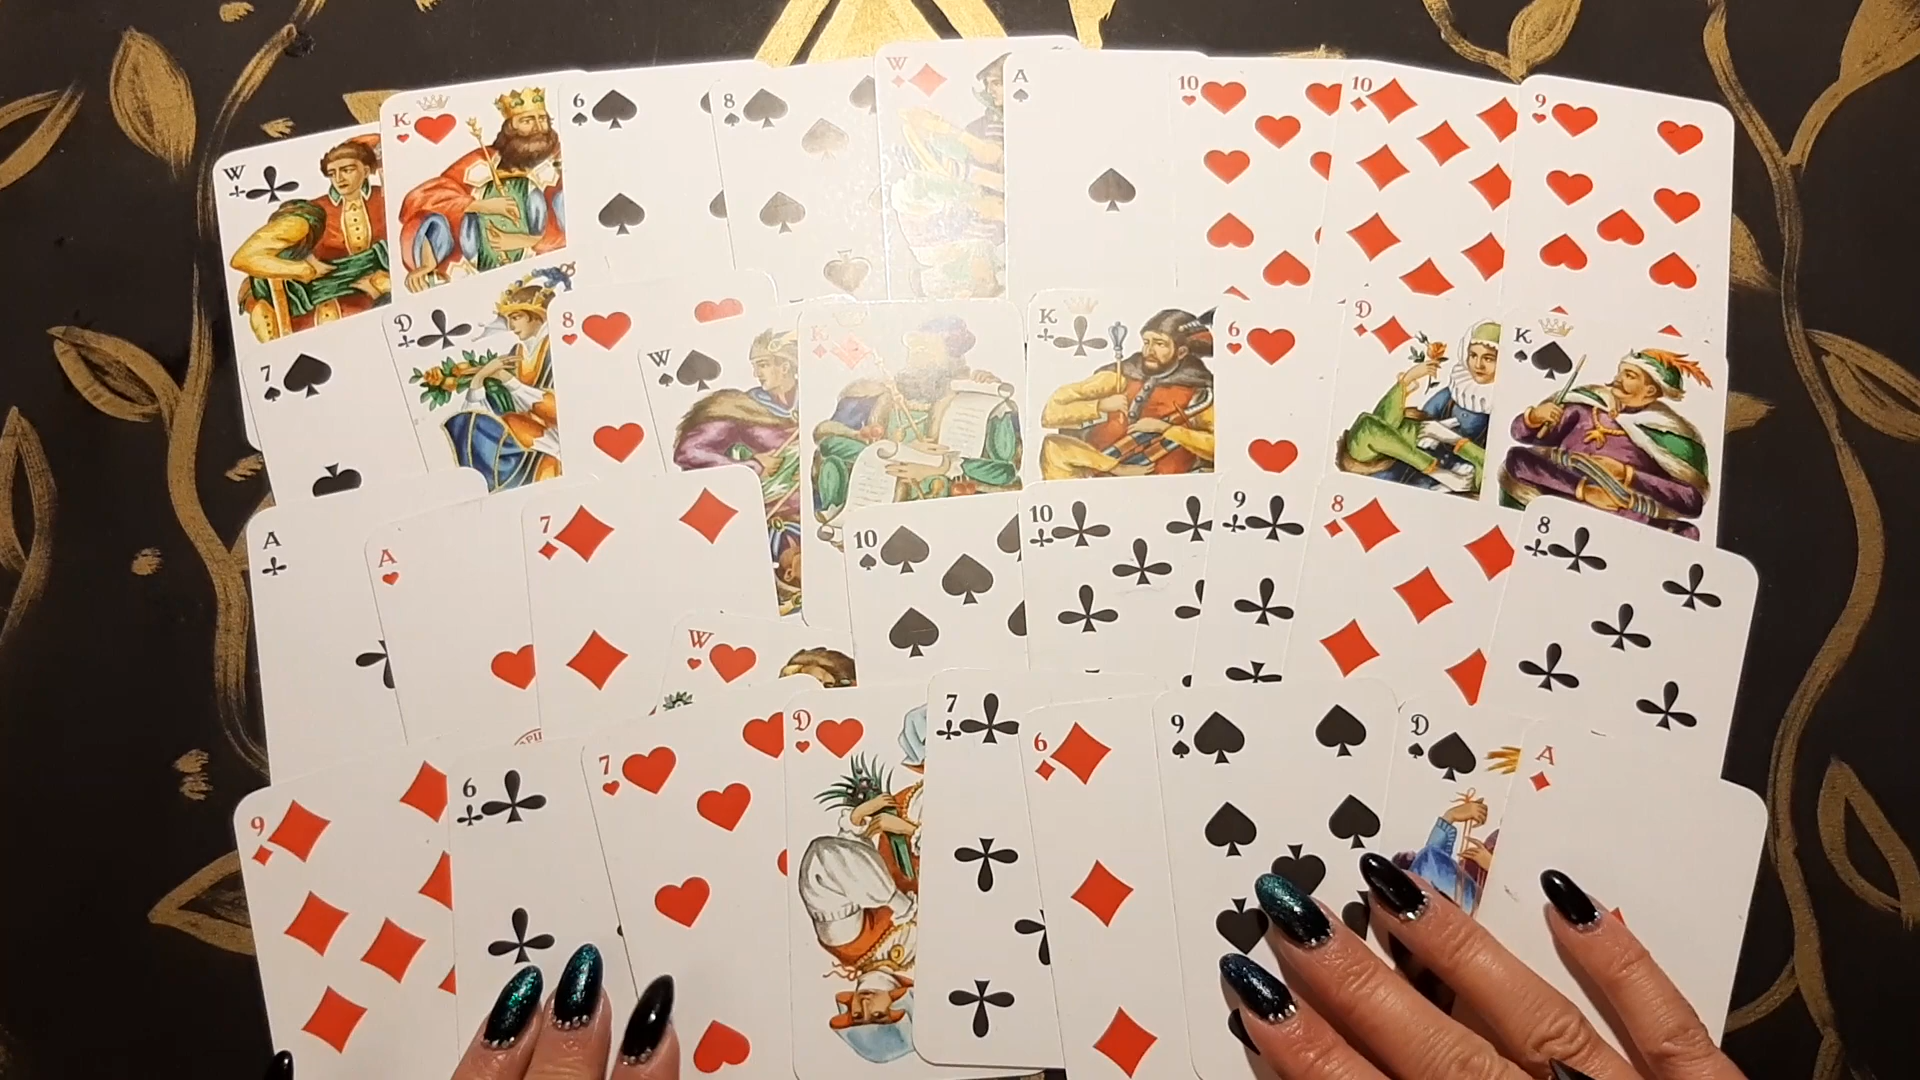 W K 6 8 W A 10 10 9
7 D 8 W K K 6 D K
A A 7 W 10 10 9 8 8
9 6 7 D 7 6 9 D A